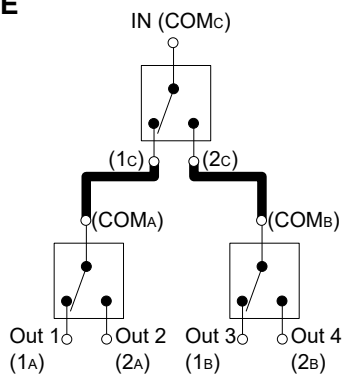 E
IN (COMC)
(1C) (2C)
(COMA) (COMB)
Out 1 Out 2 Out 3 Out 4
(1A) (2A) (1B) (2B)